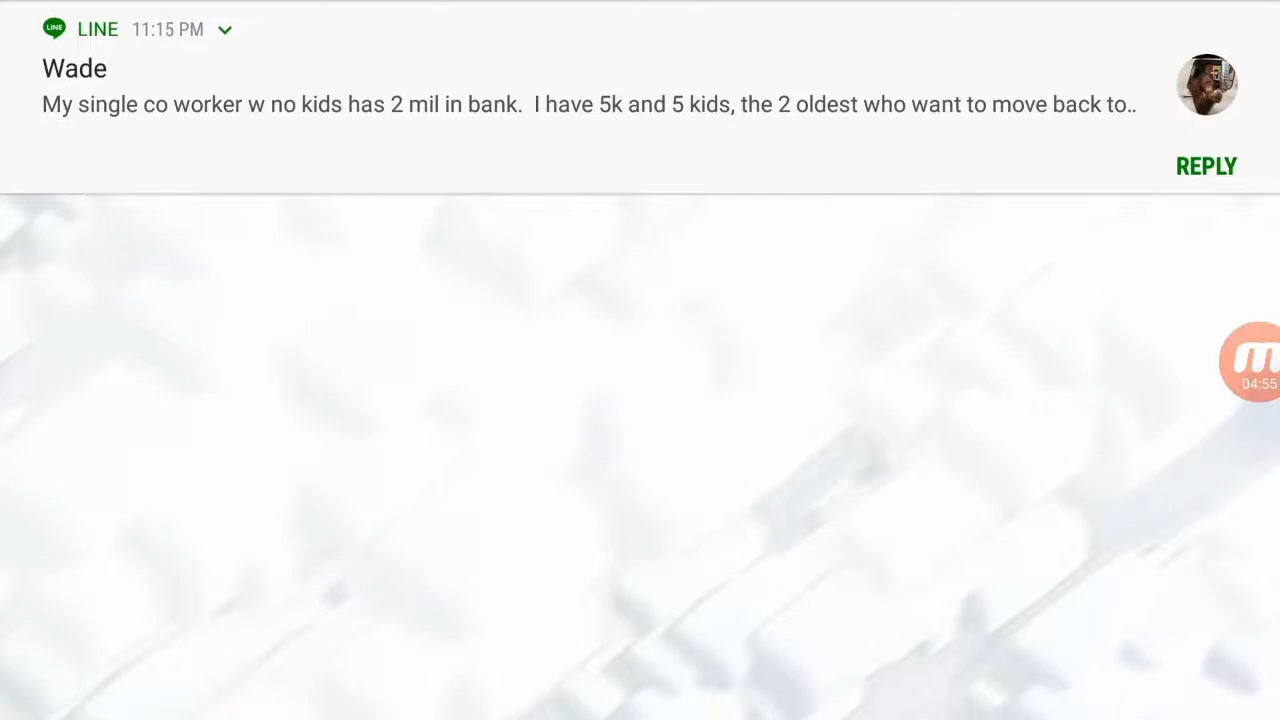 LINE LINE 11:15 PM
Wade
My single co worker w no kids has 2 mil in bank.  I have 5k and 5 kids, the 2 oldest who want to move back to..
REPLY
m
04:55